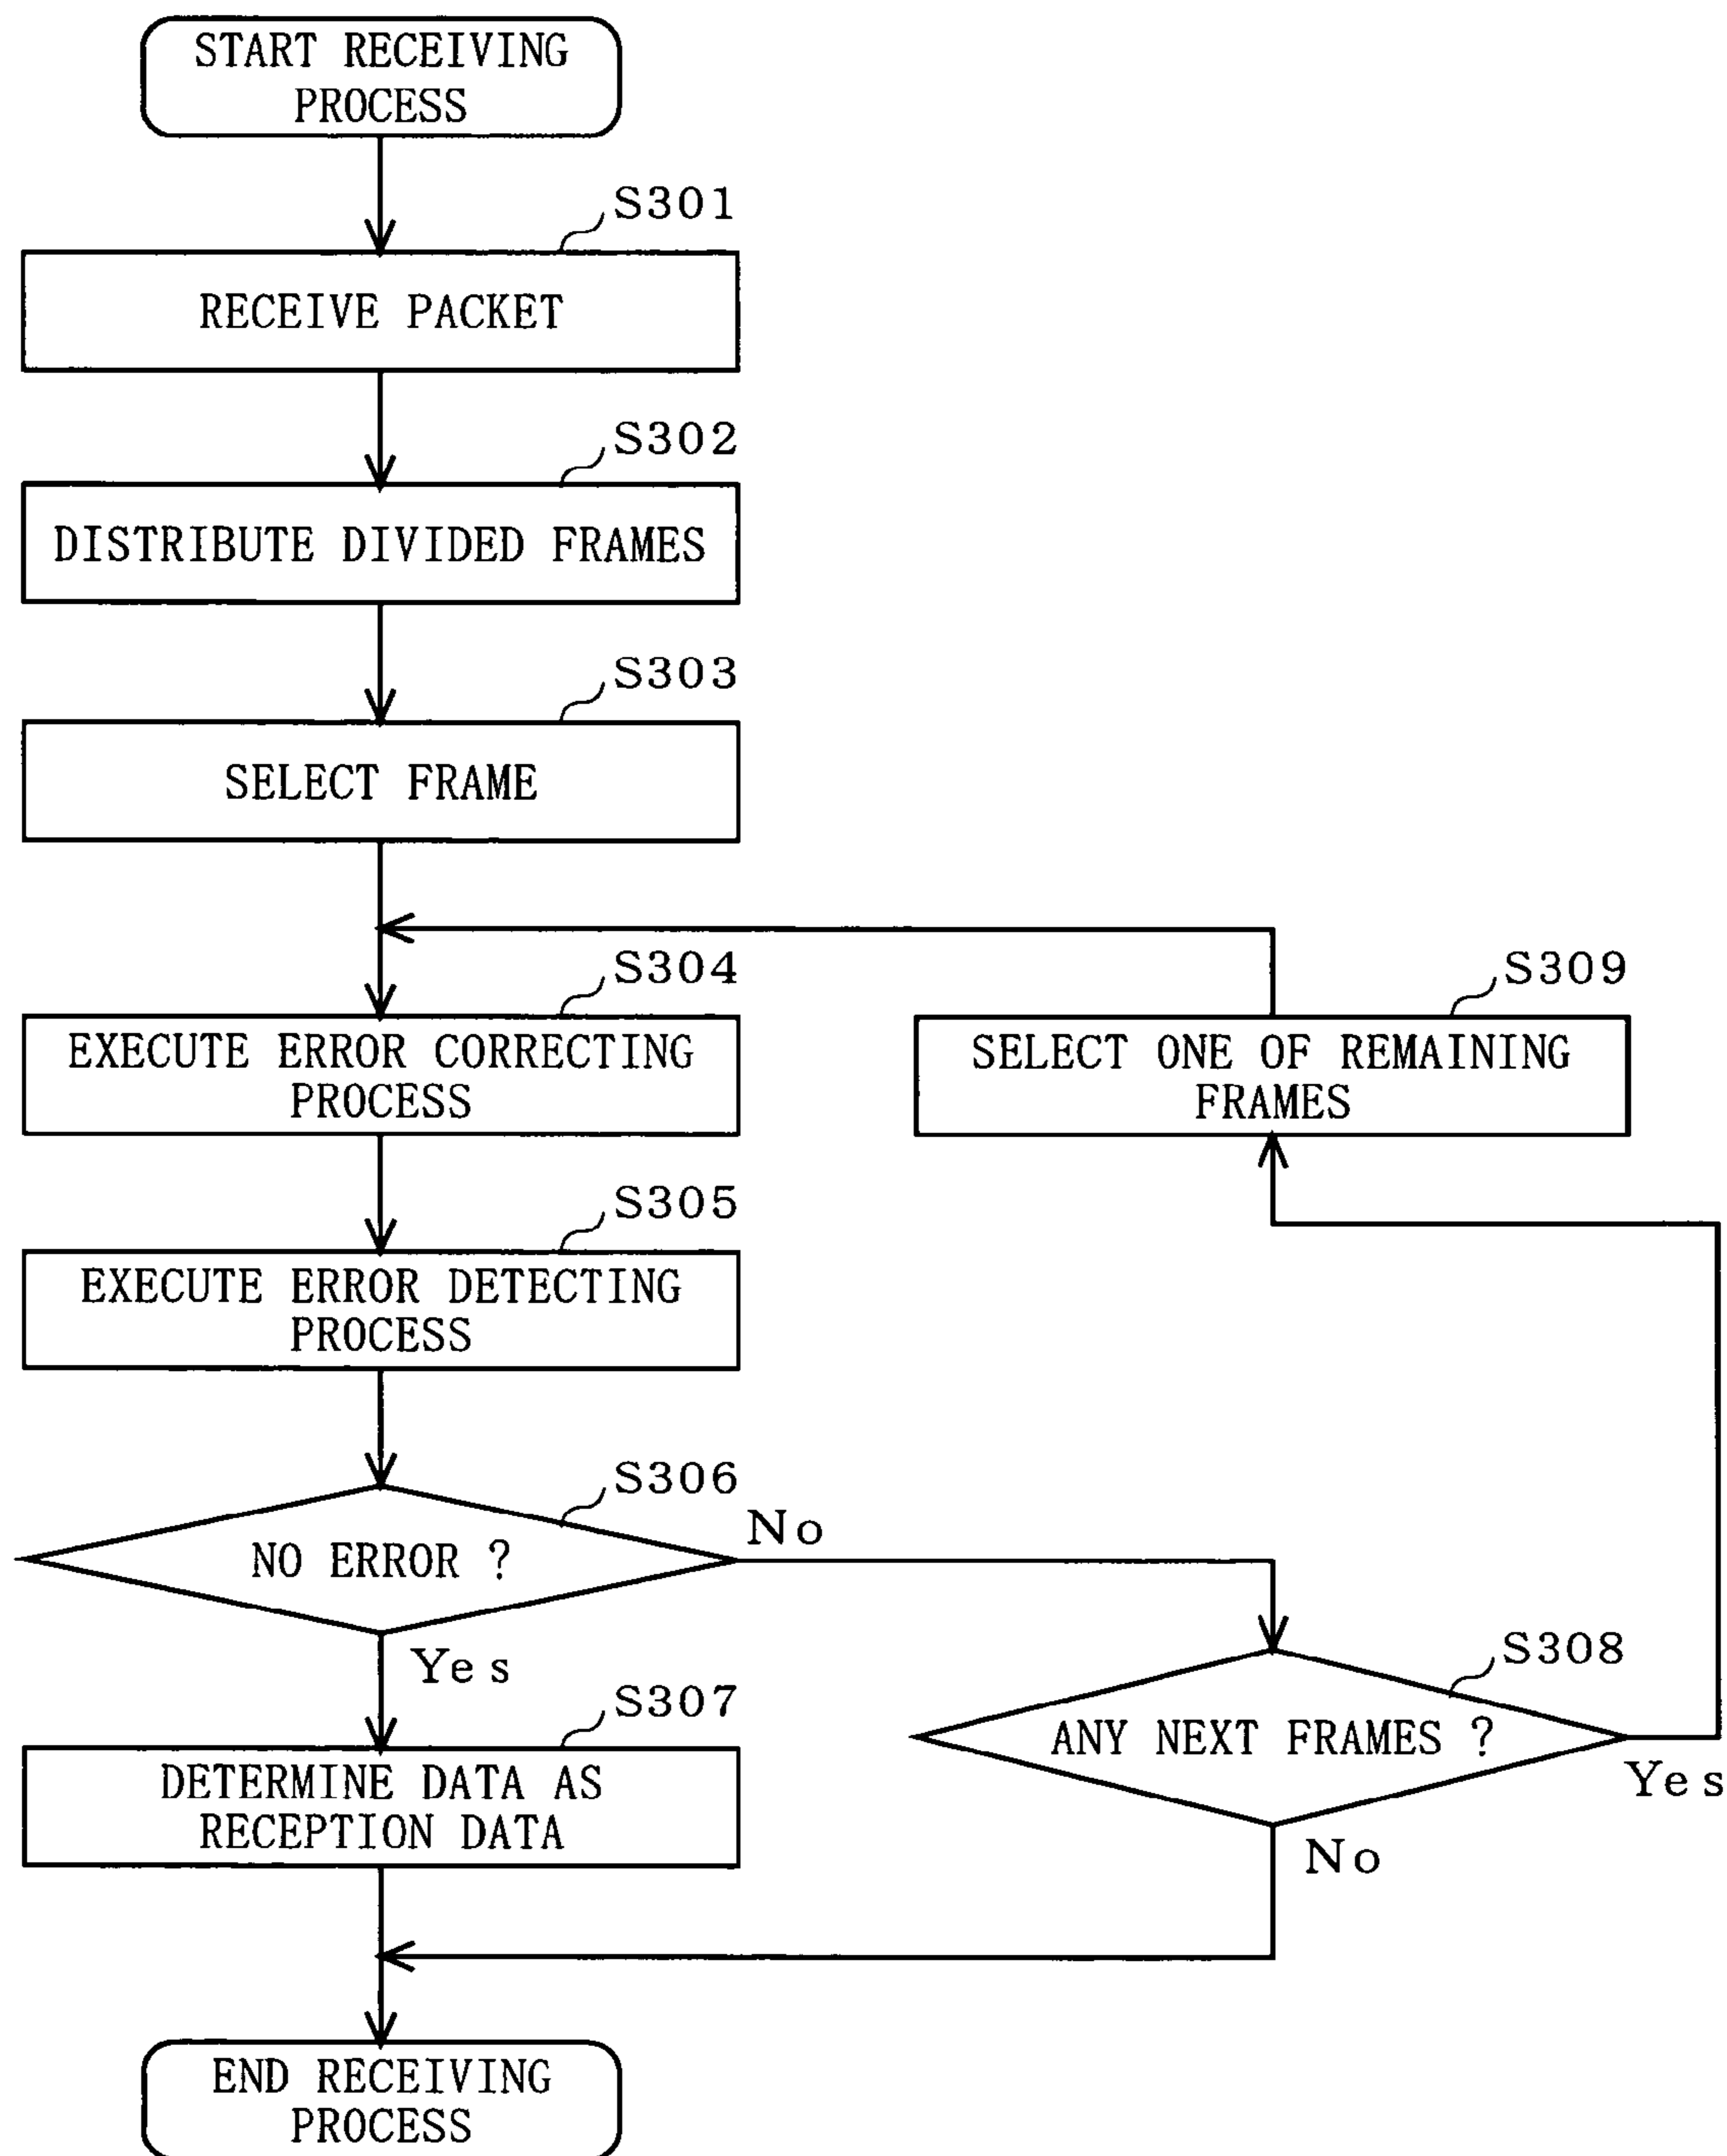 START RECEIVING
PROCESS
S301
RECEIVE PACKET
S302
DISTRIBUTE DIVIDED FRAMES
S303
SELECT FRAME
S304
EXECUTE ERROR CORRECTING
PROCESS
S309
SELECT ONE OF REMAINING
FRAMES
S305
EXECUTE ERROR DETECTING
PROCESS
S306
NO ERROR ?
No
Yes
S308
ANY NEXT FRAMES ?
Yes
No
S307
DETERMINE DATA AS
RECEPTION DATA
END RECEIVING
PROCESS